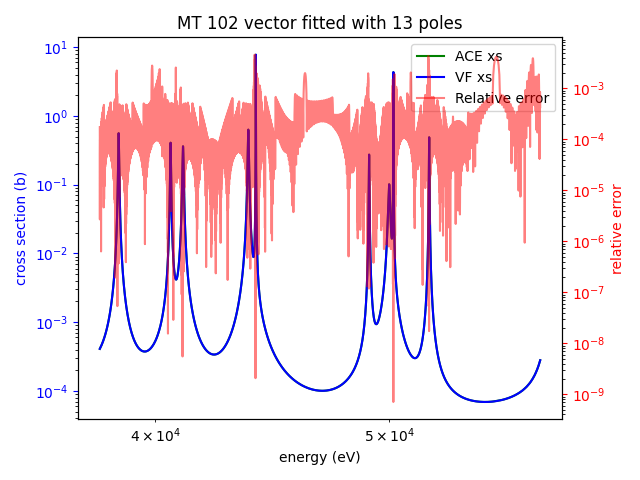 MT 102 vector fitted with 13 poles
ACE xs
VF xs
Relative error
cross section (b)
10^1
10^0
10^-1
10^-2
10^-3
10^-4
10^-3
10^-4
10^-5
10^-6
10^-7
10^-8
10^-9
relative error
4 × 10^4
5 × 10^4
energy (eV)